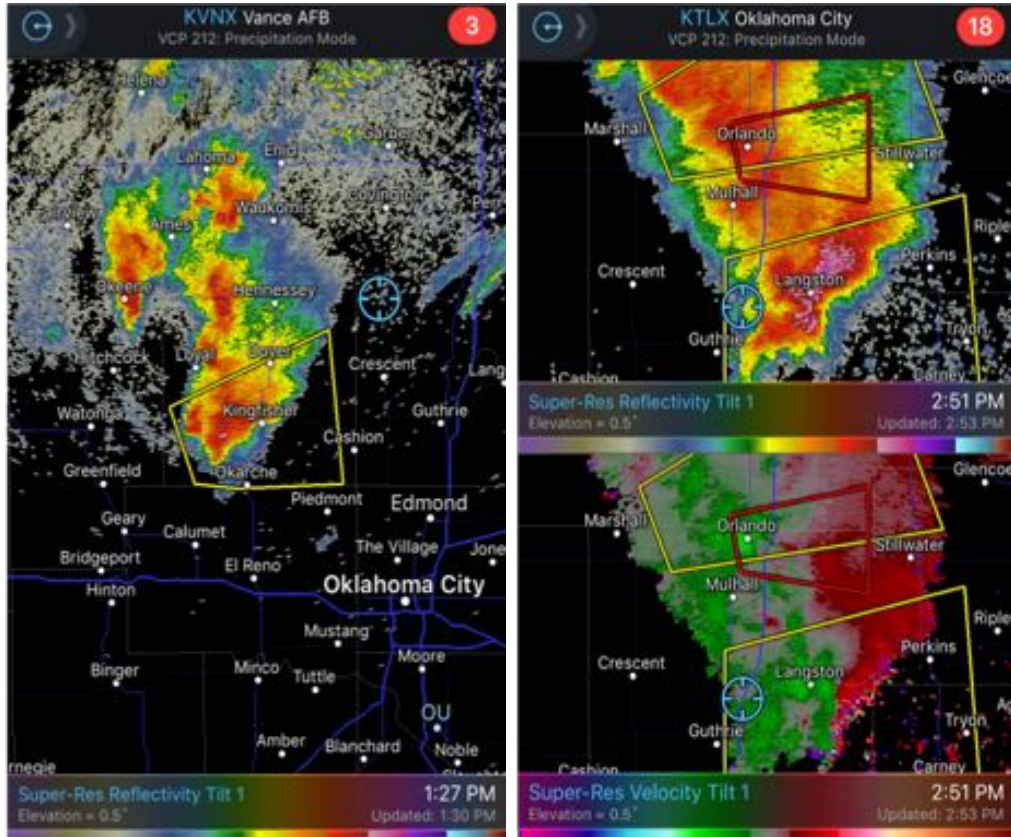 KVNX Vance AFB
VCP 212: Precipitation Mode
3
Helena
Garber
Lahoma
Enid
Covington
Waukomis
Ames
Okeene
Hennessey
Hitchcock
Loyal
Dover
Crescent
Watonga
Kingfisher
Guthrie
Cashion
Greenfield
Okarche
Piedmont
Edmond
Geary
Calumet
The Village
Bridgeport
El Reno
Hinton
Oklahoma City
Mustang
Moore
Binger
Minco
Tuttle
OU
Amber
Blanchard
Noble
Super-Res Reflectivity Tilt 1
1:27 PM
Elevation = 0.5°
Updated: 1:30 PM
KTLX Oklahoma City
VCP 212: Precipitation Mode
18
Glencoe
Marshall
Orlando
Stillwater
Mulhall
Crescent
Perkins
Langston
Guthrie
Tryon
Cashion
Carney
Super-Res Reflectivity Tilt 1
2:51 PM
Elevation = 0.5°
Updated: 2:53 PM
Glencoe
Marshall
Orlando
Stillwater
Mulhall
Crescent
Perkins
Langston
Guthrie
Tryon
Cashion
Carney
Super-Res Velocity Tilt 1
2:51 PM
Elevation = 0.5°
Updated: 2:53 PM